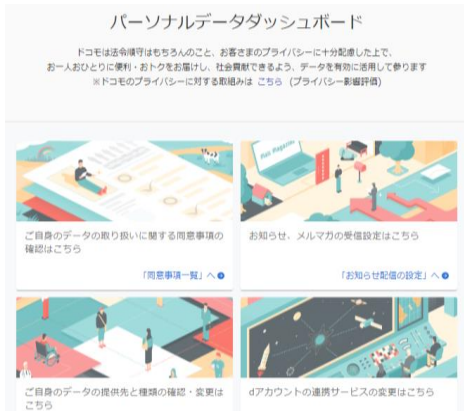 パーソナルデータダッシュボード
ドコモは法令順守はもちろんのこと、お客さまのプライバシーに十分配慮した上で、
お一人おひとりに便利・おトクをお届けし、社会貢献できるよう、データを有効に活用して参ります
※ドコモのプライバシーに対する取組みは こちら (プライバシー影響評価)
Mail Magazine
ご自身のデータの取り扱いに関する同意事項の
確認はこちら
「同意事項一覧」へ
お知らせ、メルマガの受信設定はこちら
「お知らせ配信の設定」へ
ご自身のデータの提供先と種類の確認・変更は
こちら
dアカウントの連携サービスの変更はこちら